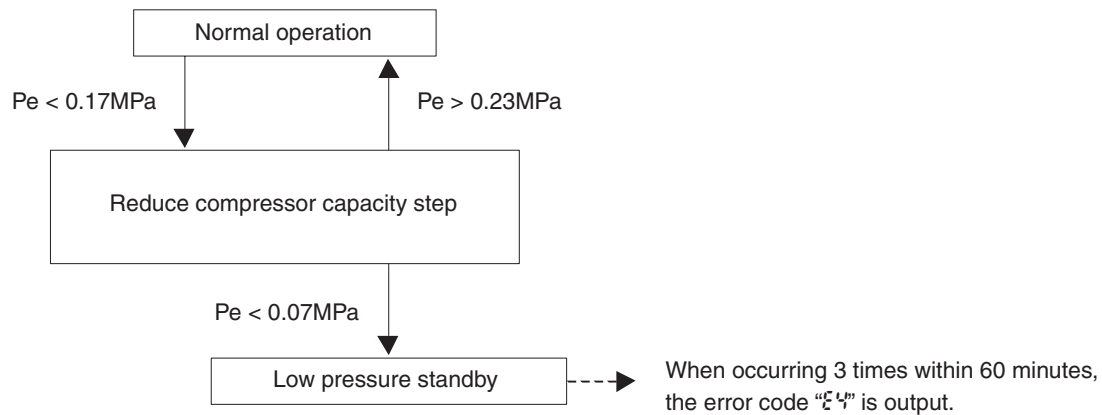 Normal operation
Pe < 0.17MPa
Pe > 0.23MPa
Reduce compressor capacity step
Pe < 0.07MPa
Low pressure standby
When occurring 3 times within 60 minutes,
the error code “E4” is output.